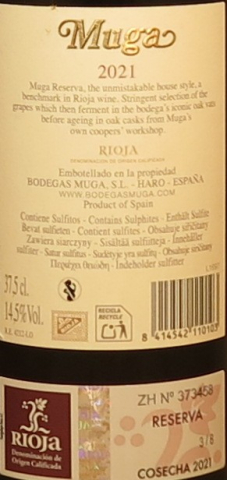 Muga
2021
Muga Reserva, the unmistakable house style, a
benchmark in Rioja wine. Stringent selection of the
grapes which then ferment in the bodega's iconic oak vats
before ageing in oak casks from Muga's
own coopers' workshop.
RIOJA
DENOMINACIÓN DE ORIGEN CALIFICADA
Embotellado en la propiedad
BODEGAS MUGA, S.L. - HARO - ESPAÑA
WWW.BODEGASMUGA.COM
Product of Spain
Contiene Sulfitos - Contains Sulphites - Enthält Sulfite
Bevat sulfieten - Contient sulfites - Obsahuje siřičitany
Zawiera siarczyny - Sisältää sulfiitteja - Innehåller
sulfiter - Satur sulfitus - Sudėtyje yra sulfitų - Obsahuje siřičitany
Περιέχει θειώδη - Indeholder sulfitter
37,5 cl.
14,5% Vol.
RECICLA
RECYCLE
8 414542 110103
RIOJA
Denominación de
Origen Calificada
ZH Nº 373458
RESERVA
3/8
COSECHA 2021